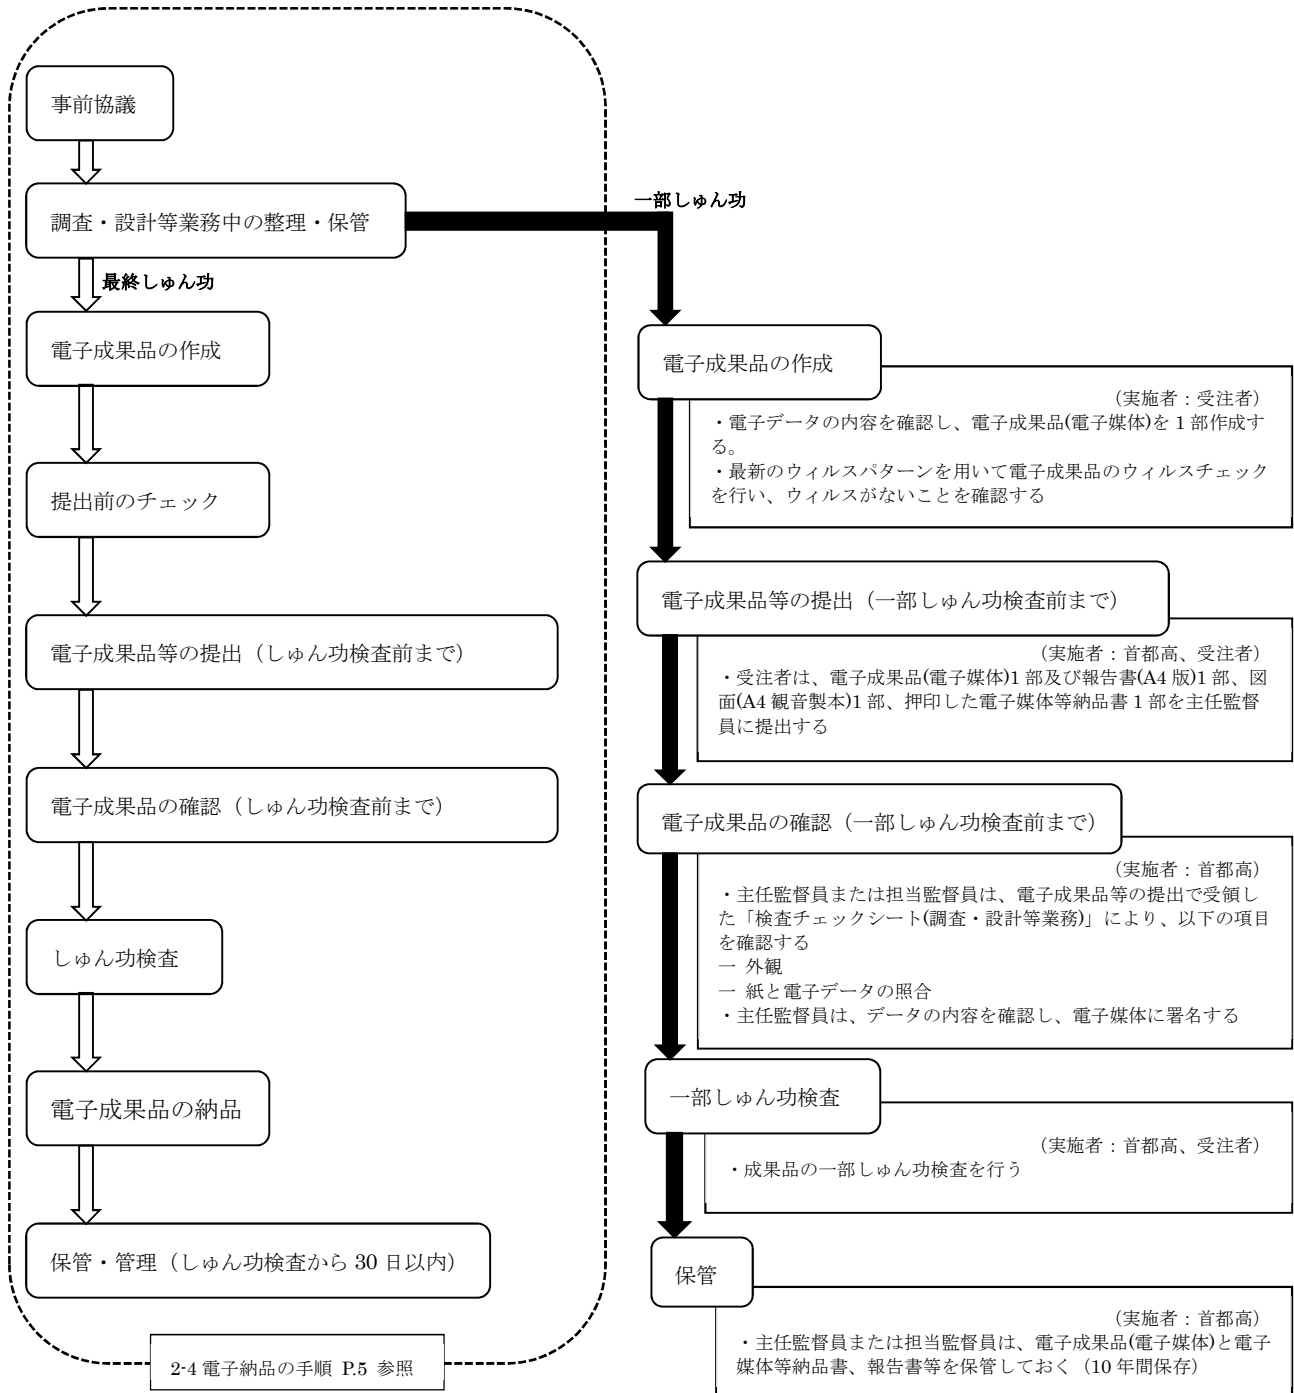 事前協議
調査・設計等業務中の整理・保管
最終しゅん功
電子成果品の作成
提出前のチェック
電子成果品等の提出（しゅん功検査前まで）
電子成果品の確認（しゅん功検査前まで）
しゅん功検査
電子成果品の納品
保管・管理（しゅん功検査から 30 日以内）
2-4 電子納品の手順 P.5 参照
一部しゅん功
電子成果品の作成
（実施者：受注者）
・電子データの内容を確認し、電子成果品(電子媒体)を 1 部作成す
る。
・最新のウィルスパターンを用いて電子成果品のウィルスチェック
を行い、ウィルスがないことを確認する
電子成果品等の提出（一部しゅん功検査前まで）
（実施者：首都高、受注者）
・受注者は、電子成果品(電子媒体)1 部及び報告書(A4 版)1 部、図
面(A4 観音製本)1 部、押印した電子媒体等納品書 1 部を主任監督
員に提出する
電子成果品の確認（一部しゅん功検査前まで）
（実施者：首都高）
・主任監督員または担当監督員は、電子成果品等の提出で受領し
た「検査チェックシート(調査・設計等業務)」により、以下の項目
を確認する
― 外観
― 紙と電子データの照合
・主任監督員は、データの内容を確認し、電子媒体に署名する
一部しゅん功検査
（実施者：首都高、受注者）
・成果品の一部しゅん功検査を行う
保管
（実施者：首都高）
・主任監督員または担当監督員は、電子成果品(電子媒体)と電子
媒体等納品書、報告書等を保管しておく（10 年間保存）